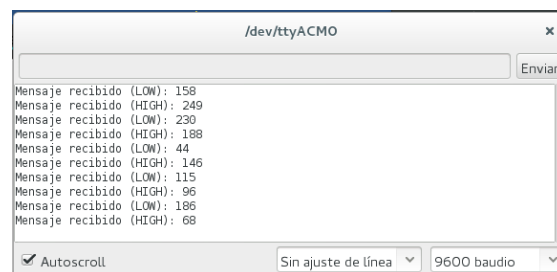 /dev/ttyACM0
Enviar
Mensaje recibido (LOW): 158
Mensaje recibido (HIGH): 249
Mensaje recibido (LOW): 230
Mensaje recibido (HIGH): 188
Mensaje recibido (LOW): 44
Mensaje recibido (HIGH): 146
Mensaje recibido (LOW): 115
Mensaje recibido (HIGH): 96
Mensaje recibido (LOW): 186
Mensaje recibido (HIGH): 68
Autoscroll
Sin ajuste de línea
9600 baudio